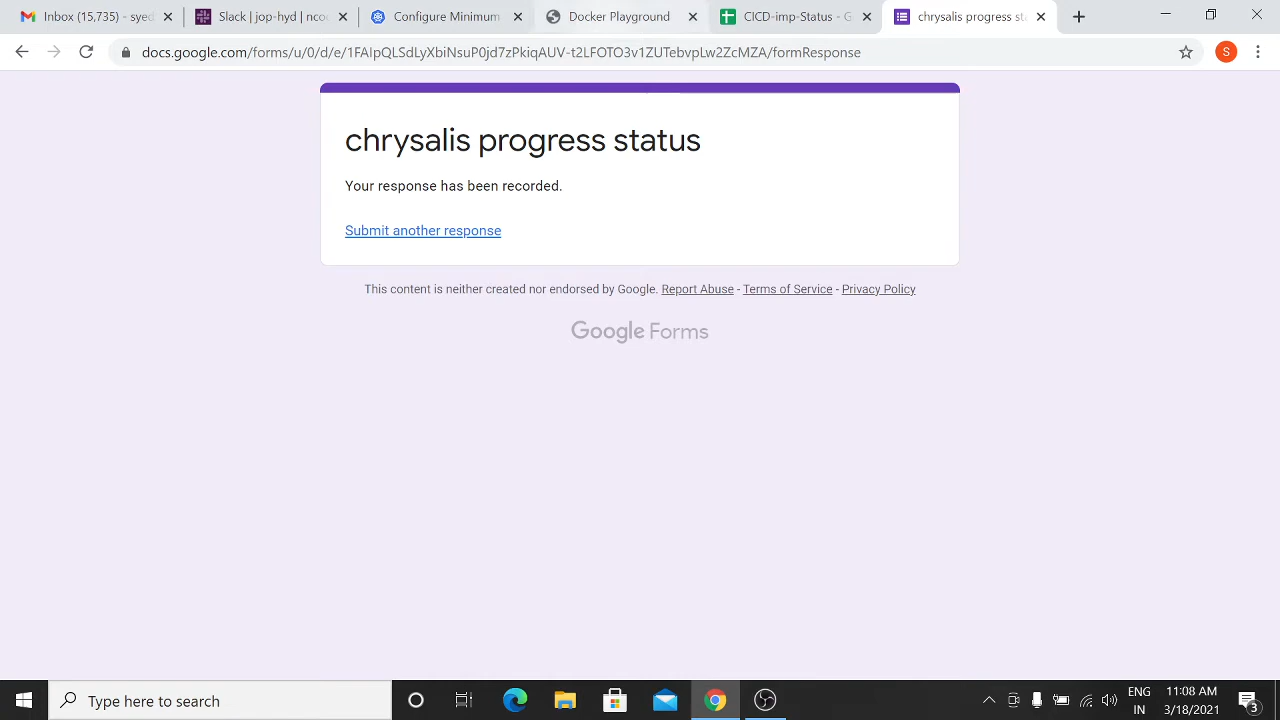 Inbox (15,735) - syed
Slack | jop-hyd | ncoc
Configure Minimum
Docker Playground
CICD-imp-Status - G
chrysalis progress sta
docs.google.com/forms/u/0/d/e/1FAIpQLSdLyXbiNsuP0jd7zPkiqAUV-t2LFOTO3v1ZUTebvpLw2ZcMZA/formResponse
S
chrysalis progress status
Your response has been recorded.
Submit another response
This content is neither created nor endorsed by Google. Report Abuse - Terms of Service - Privacy Policy
Google Forms
Type here to search
ENG
IN
11:08 AM
3/18/2021
3